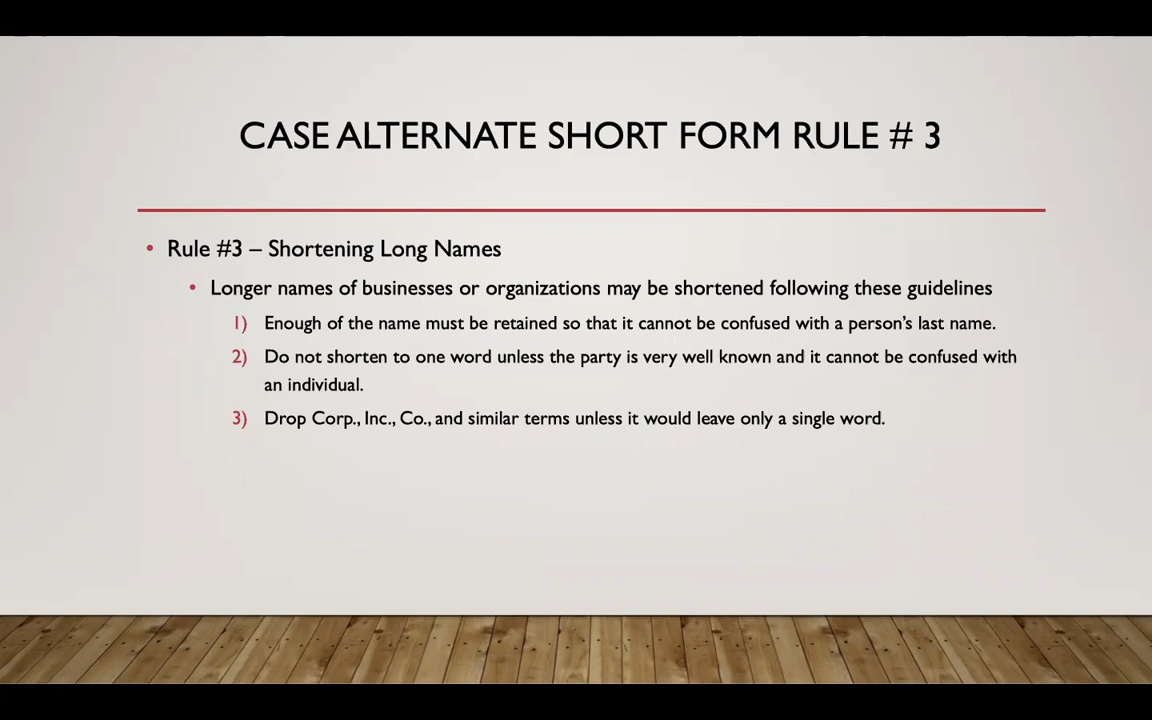 CASE ALTERNATE SHORT FORM RULE # 3
• Rule #3 – Shortening Long Names
• Longer names of businesses or organizations may be shortened following these guidelines
1) Enough of the name must be retained so that it cannot be confused with a person's last name.
2) Do not shorten to one word unless the party is very well known and it cannot be confused with
an individual.
3) Drop Corp., Inc., Co., and similar terms unless it would leave only a single word.